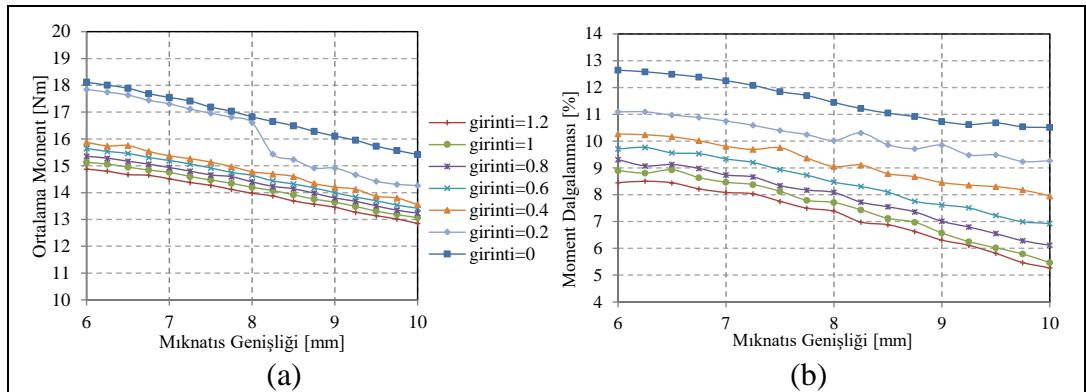 Ortalama Moment [Nm]
20
19
18
17
16
15
14
13
12
11
10
6
7
8
9
10
Mıknatıs Genişliği [mm]
(a)
girinti=1.2
girinti=1
girinti=0.8
girinti=0.6
girinti=0.4
girinti=0.2
girinti=0
Moment Dalgalanması [%]
14
13
12
11
10
9
8
7
6
5
4
6
7
8
9
10
Mıknatıs Genişliği [mm]
(b)